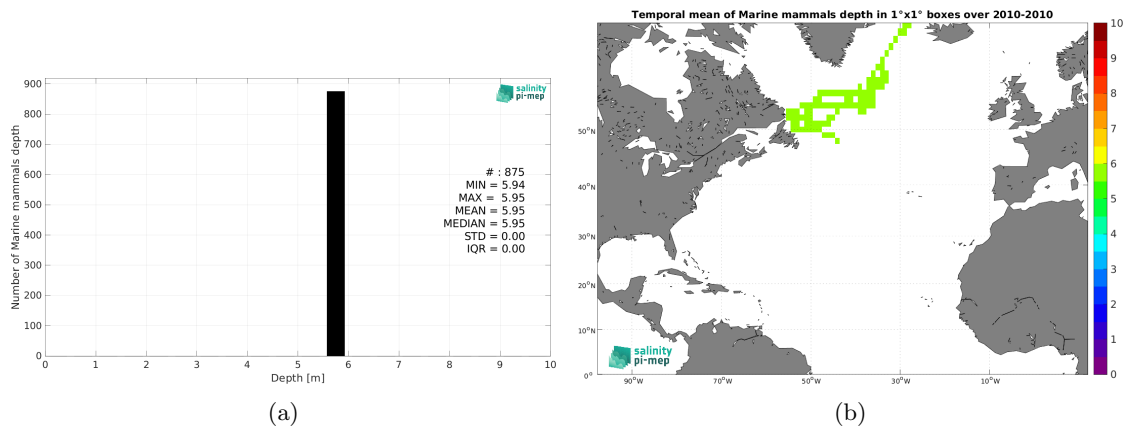 Number of Marine mammals depth
900
800
700
600
500
400
300
200
100
0
0 1 2 3 4 5 6 7 8 9 10
Depth [m]
salinity
pi-mep
# : 875
MIN = 5.94
MAX = 5.95
MEAN = 5.95
MEDIAN = 5.95
STD = 0.00
IQR = 0.00
(a)
Temporal mean of Marine mammals depth in 1°x1° boxes over 2010-2010
50°N
40°N
30°N
20°N
10°N
0°
90°W 70°W 50°W 30°W 10°W
salinity
pi-mep
10
9
8
7
6
5
4
3
2
1
0
(b)